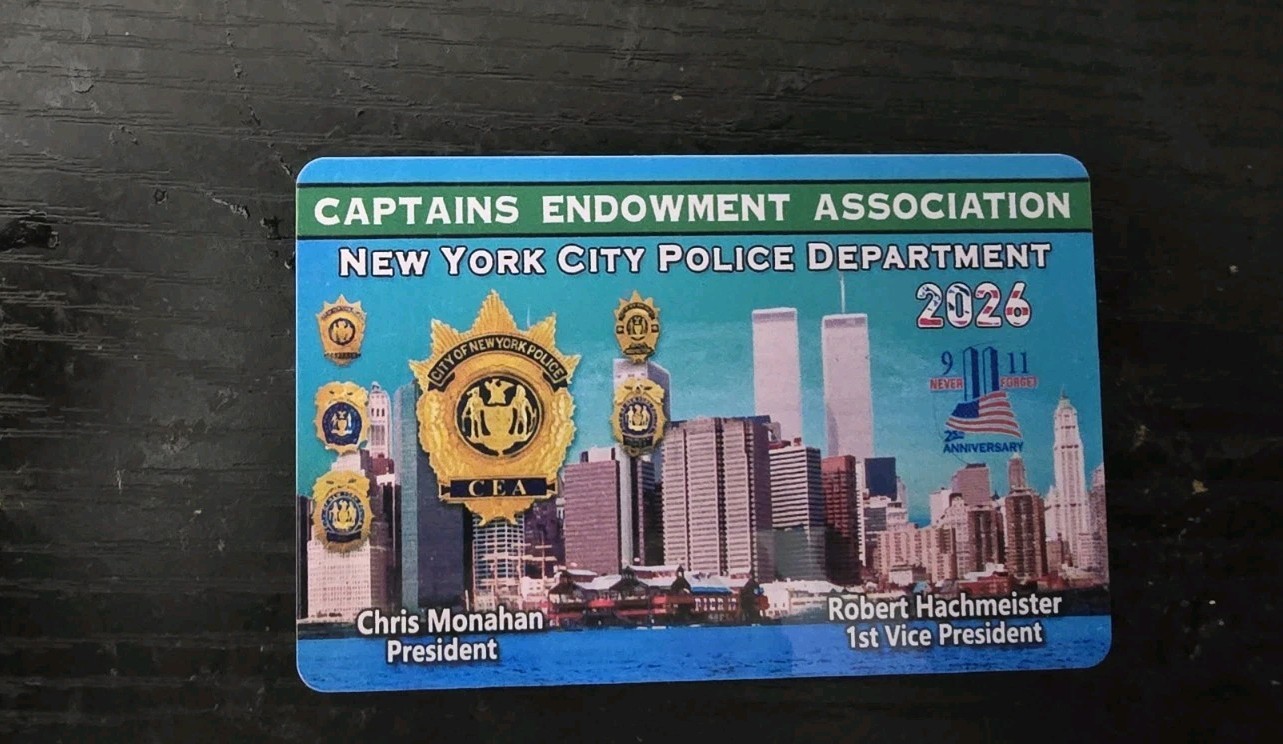 CAPTAINS ENDOWMENT ASSOCIATION
NEW YORK CITY POLICE DEPARTMENT
2026
CITY OF NEW YORK POLICE
CEA
9 11
NEVER FORGET
ANNIVERSARY
PIER
Chris Monahan
President
Robert Hachmeister
1st Vice President